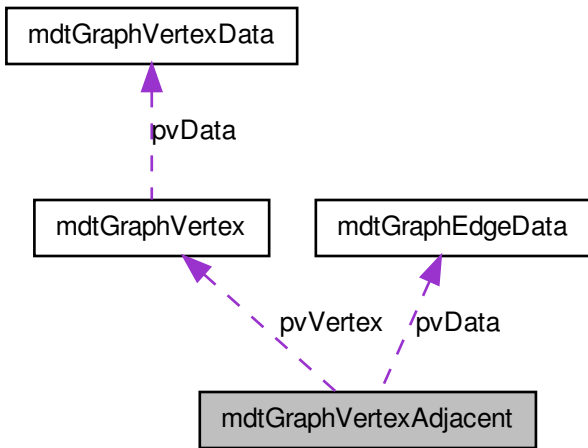 mdtGraphVertexData
pvData
mdtGraphVertex
mdtGraphEdgeData
pvVertex
pvData
mdtGraphVertexAdjacent